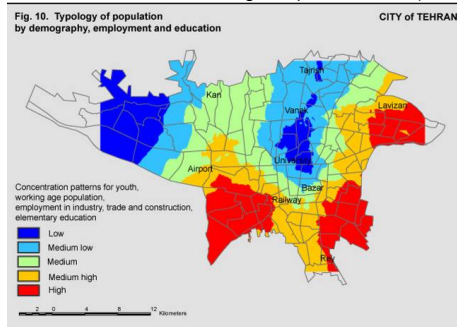 Fig. 10. Typology of population
by demography, employment and education
CITY of TEHRAN
Tajrish
Kan
Vanak
Lavizan
University
Airport
Bazar
Railway
Rey
Concentration patterns for youth,
working age population,
employment in industry, trade and construction,
elementary education
Low
Medium low
Medium
Medium high
High
2 0 4 8 12
Kilometers